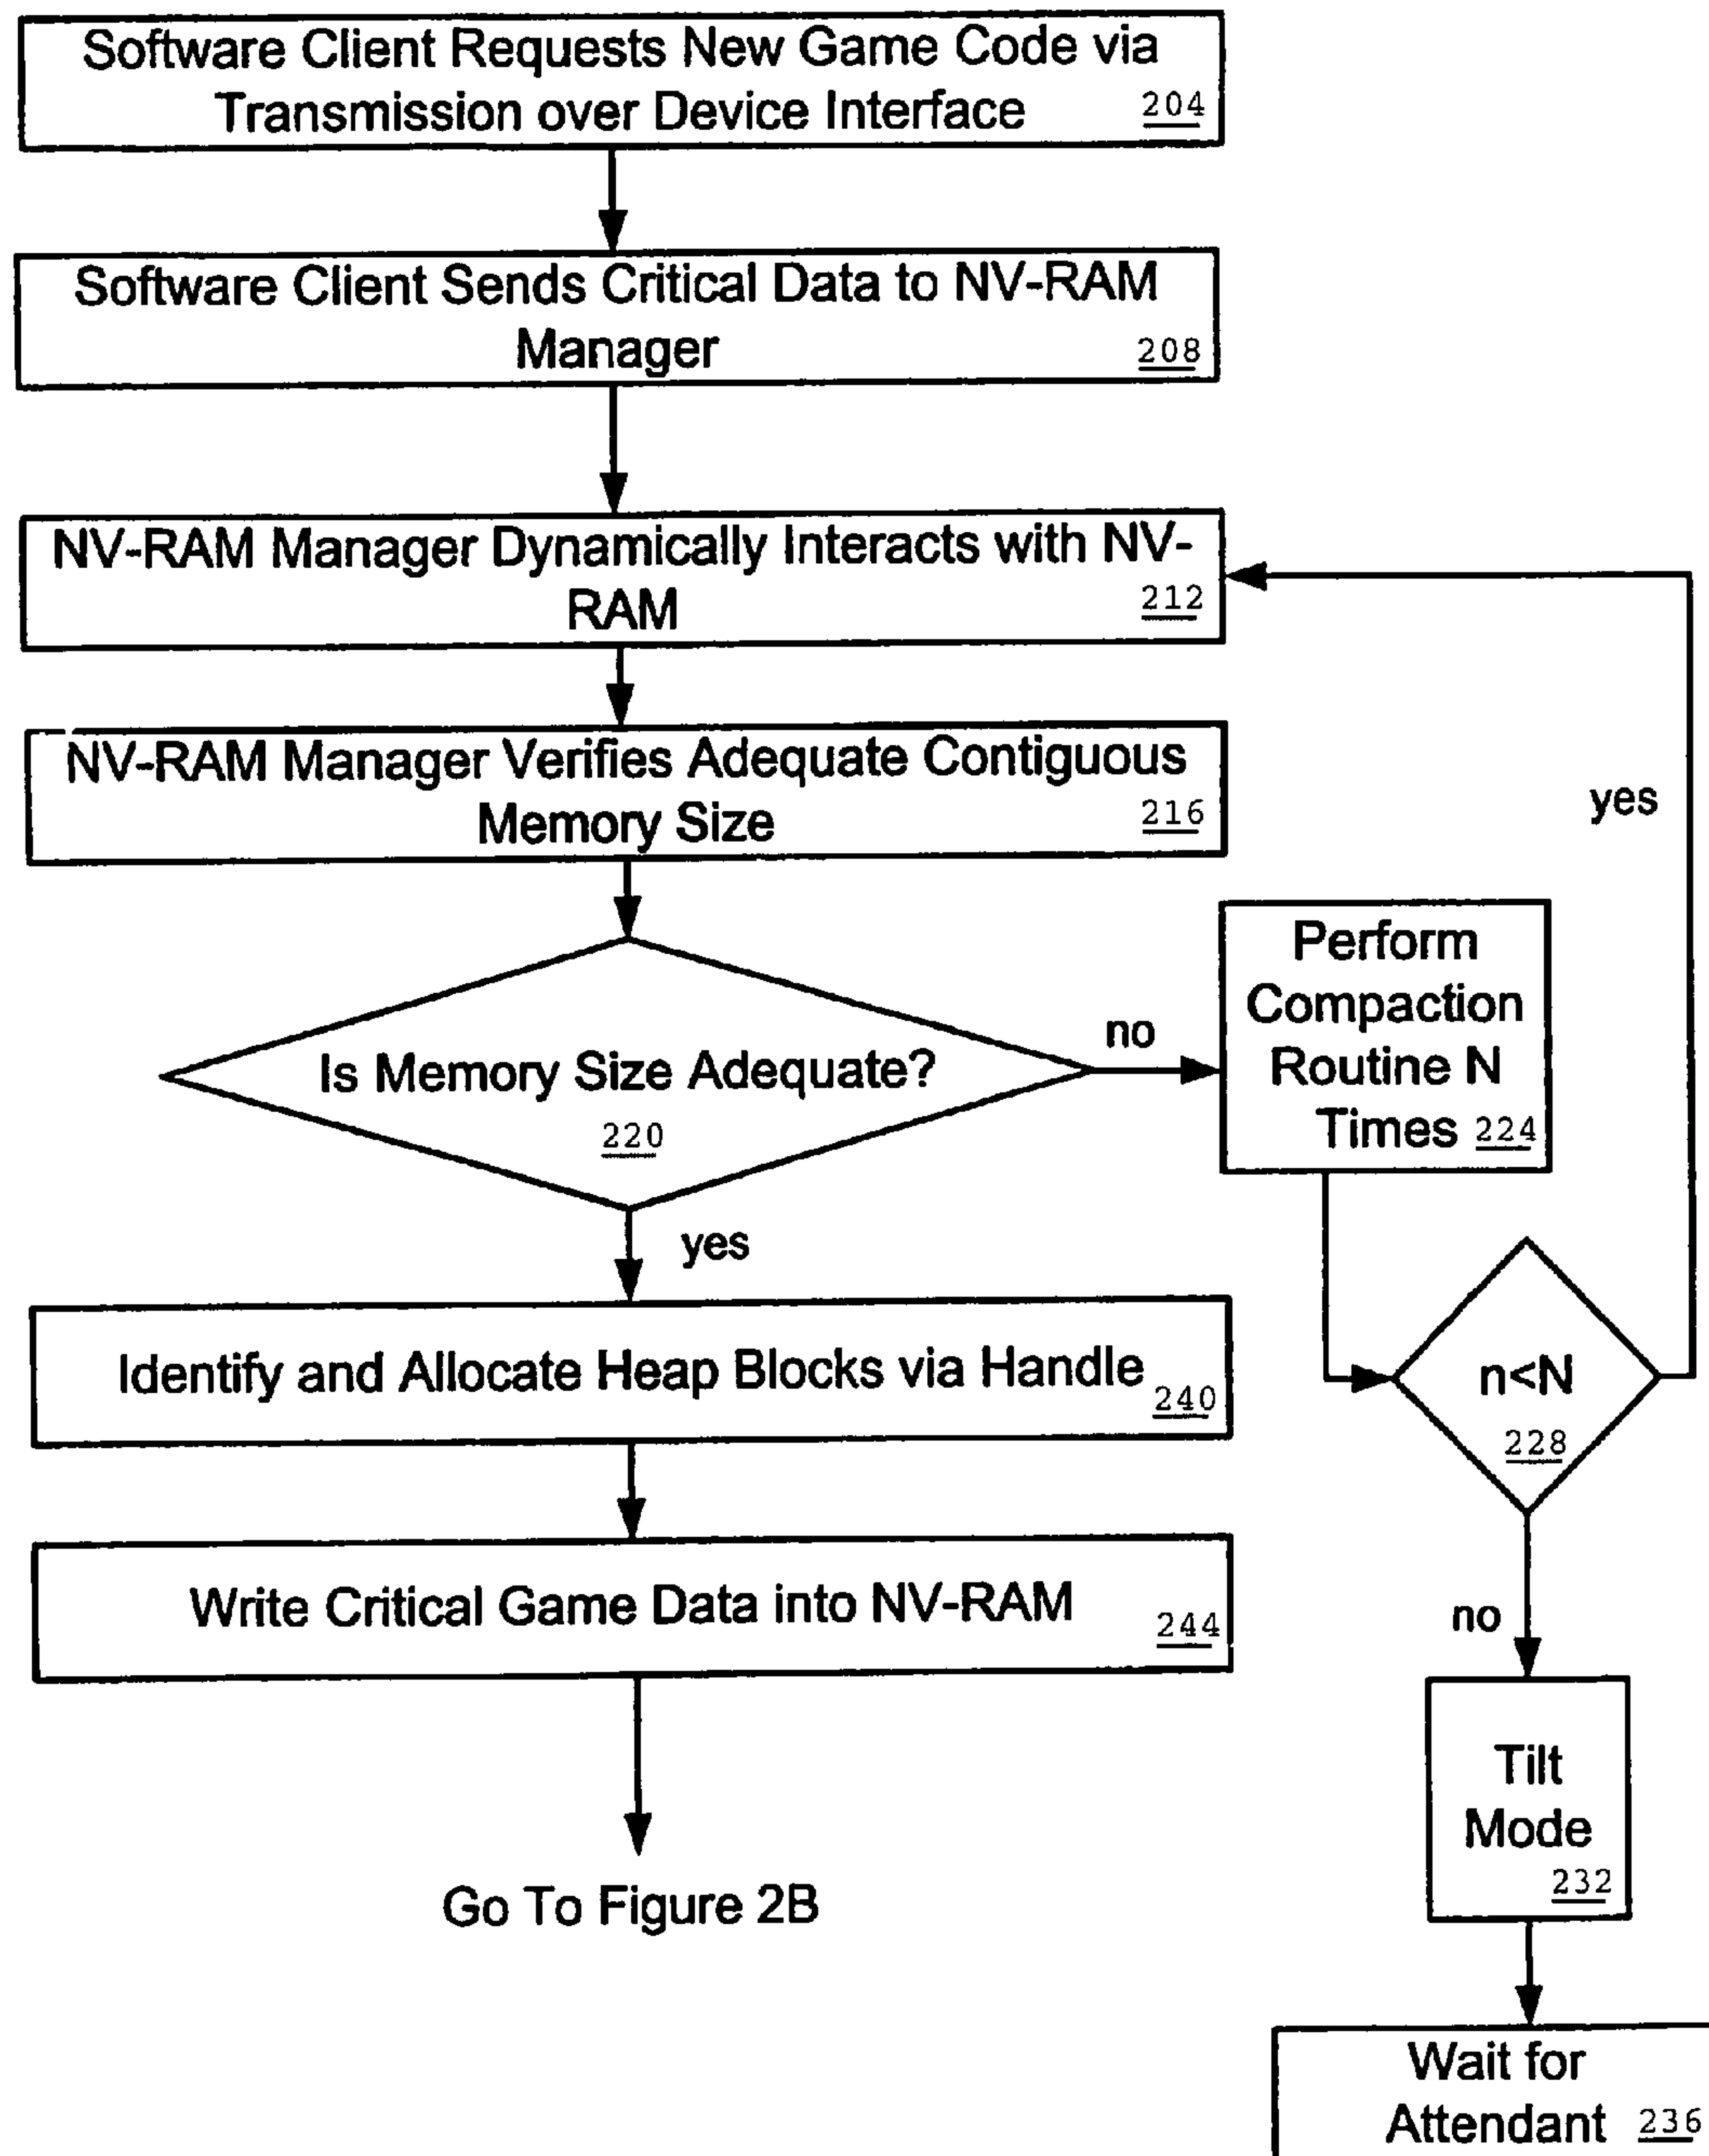 Software Client Requests New Game Code via
Transmission over Device Interface 204
Software Client Sends Critical Data to NV-RAM
Manager 208
NV-RAM Manager Dynamically Interacts with NV-
RAM 212
NV-RAM Manager Verifies Adequate Contiguous
Memory Size 216
yes
Is Memory Size Adequate?
220
no
Perform
Compaction
Routine N
Times 224
yes
n<N
228
Identify and Allocate Heap Blocks via Handle 240
Write Critical Game Data into NV-RAM 244
no
Tilt
Mode
232
Go To Figure 2B
Wait for
Attendant 236